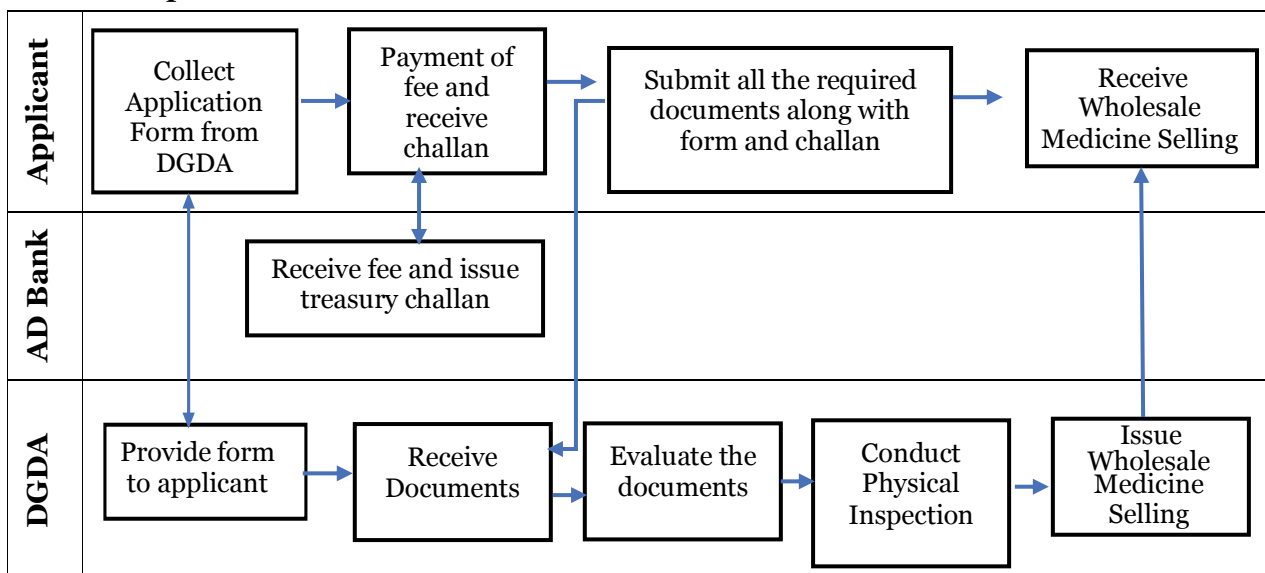 Applicant
Collect
Application
Form from
DGDA
Payment of
fee and
receive
challan
Submit all the required
documents along with
form and challan
Receive
Wholesale
Medicine Selling
AD Bank
Receive fee and issue
treasury challan
DGDA
Provide form
to applicant
Receive
Documents
Evaluate the
documents
Conduct
Physical
Inspection
Issue
Wholesale
Medicine
Selling